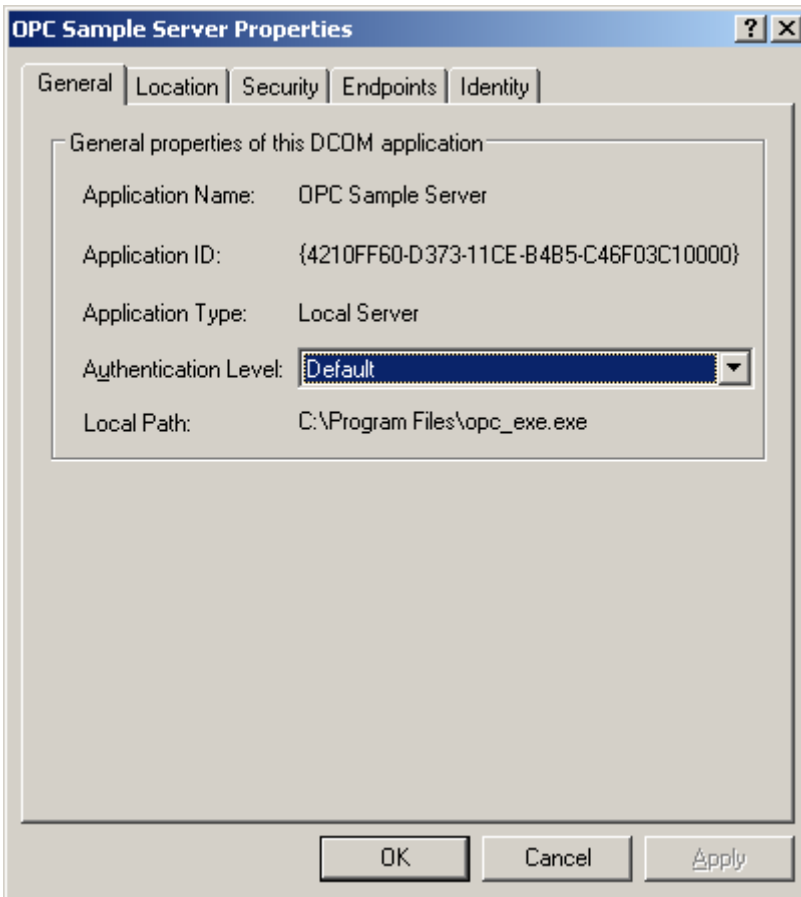 OPC Sample Server Properties
General Location Security Endpoints Identity
General properties of this DCOM application
Application Name: OPC Sample Server
Application ID: {4210FF60-D373-11CE-B4B5-C46F03C10000}
Application Type: Local Server
Authentication Level: Default
Local Path: C:\Program Files\opc_exe.exe
OK Cancel Apply